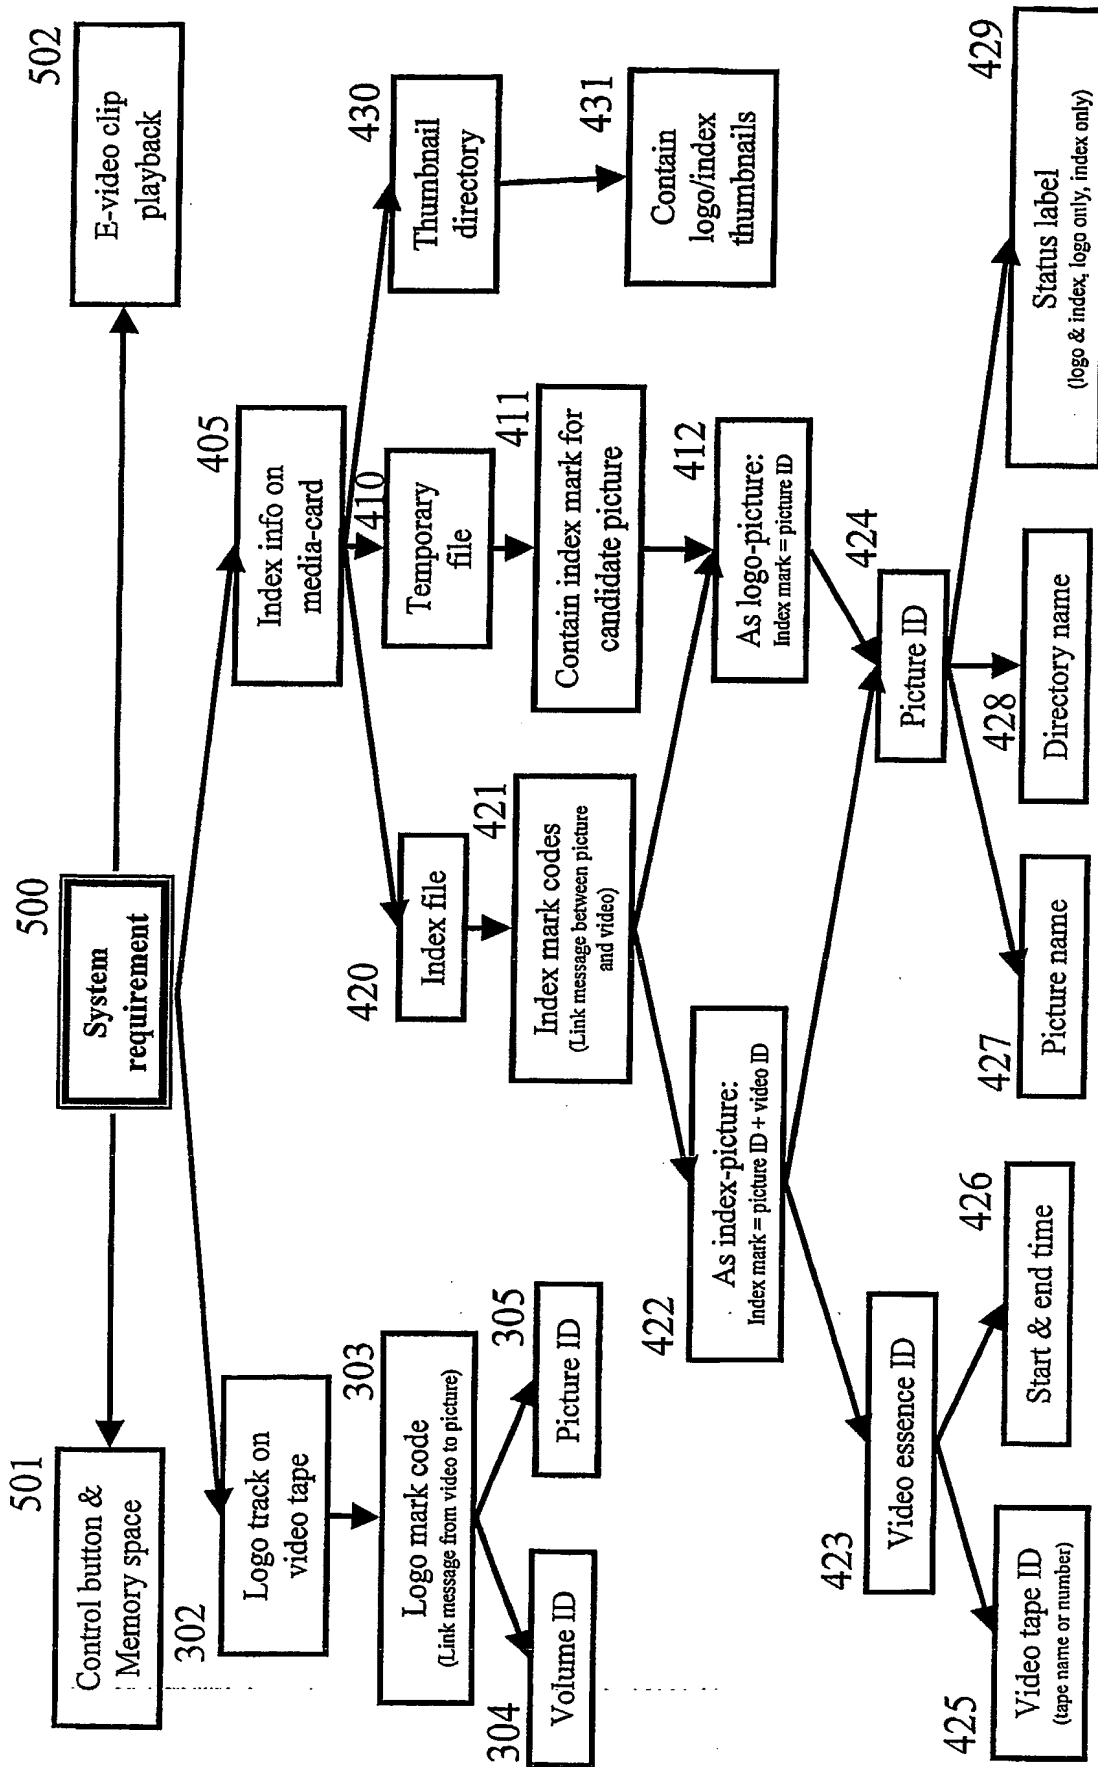 500
System
requirement
501
Control button &
Memory space
502
E-video clip
playback
302
Logo track on
video tape
405
Index info on
media-card
303
Logo mark code
(Link message from video to picture)
304
Volume ID
305
Picture ID
420
Index file
410
Temporary
file
430
Thumbnail
directory
421
Index mark codes
(Link message between picture
and video)
411
Contain index mark for
candidate picture
431
Contain
logo/index
thumbnails
422
As index-picture:
Index mark = picture ID + video ID
412
As logo-picture:
Index mark = picture ID
423
Video essence ID
424
Picture ID
425
Video tape ID
(tape name or number)
426
Start & end time
427
Picture name
428
Directory name
429
Status label
(logo & index, logo only, index only)